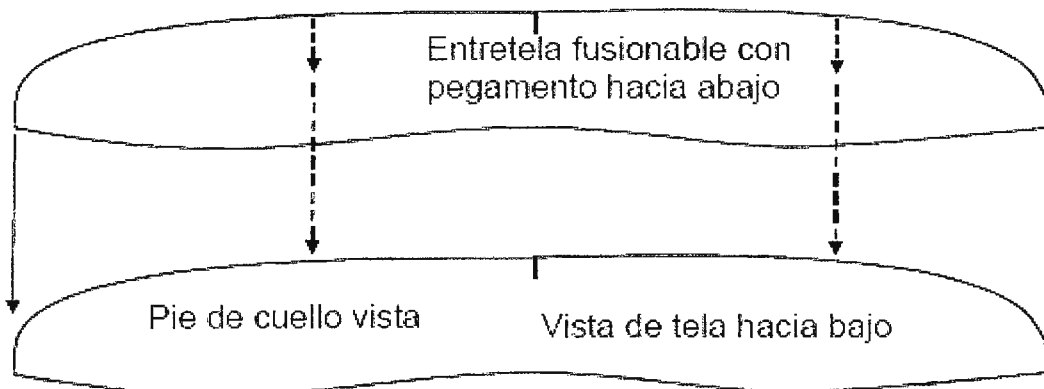 Entretela fusionable con
pegamento hacia abajo
Pie de cuello vista
Vista de tela hacia bajo